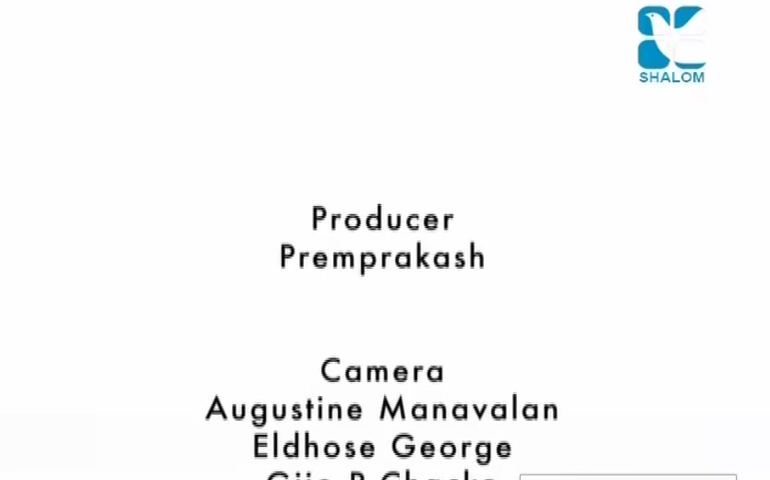 SHALOM
Producer
Premprakash
Camera
Augustine Manavalan
Eldhose George